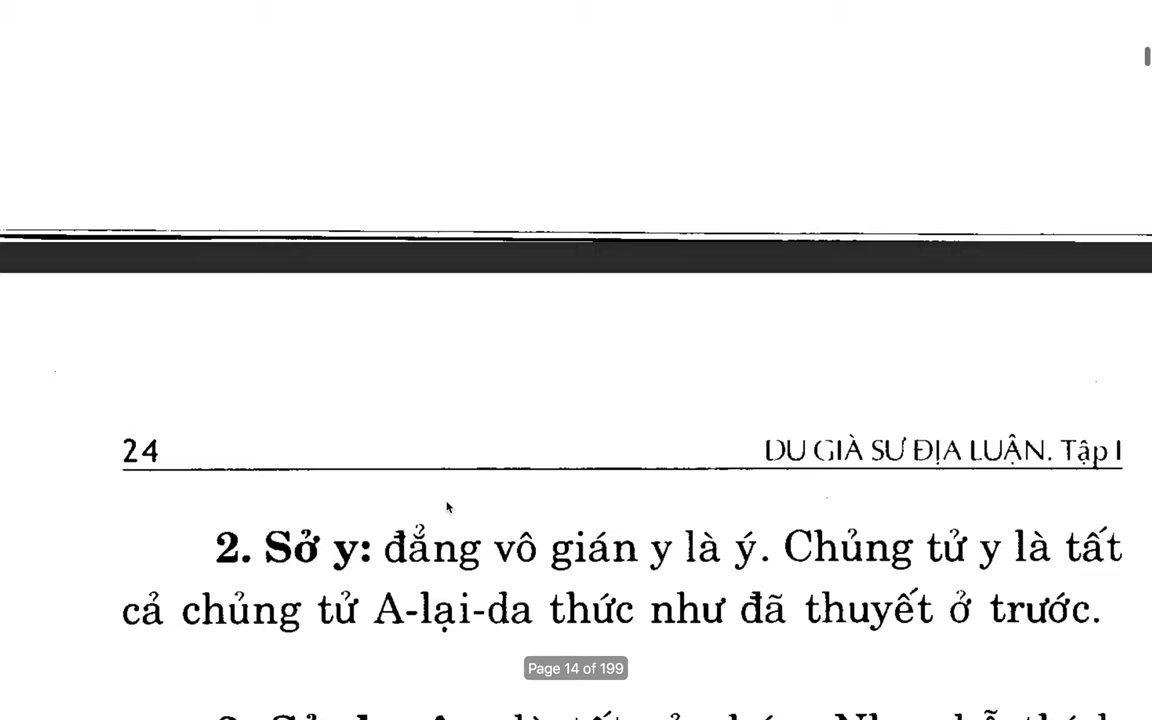 24
DU GIÀ SƯ ĐỊA LUẬN. Tập I
2. Sở y: đẳng vô gián y là ý. Chủng tử y là tất
cả chủng tử A-lại-da thức như đã thuyết ở trước.
Page 14 of 199